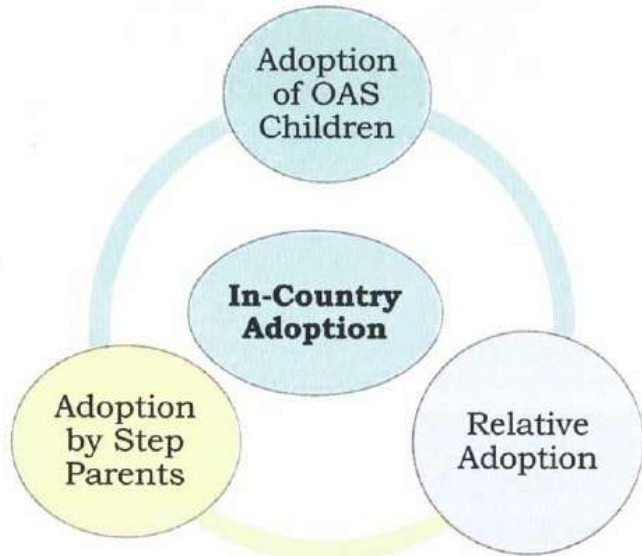 Adoption
of OAS
Children
In-Country
Adoption
Adoption
by Step
Parents
Relative
Adoption